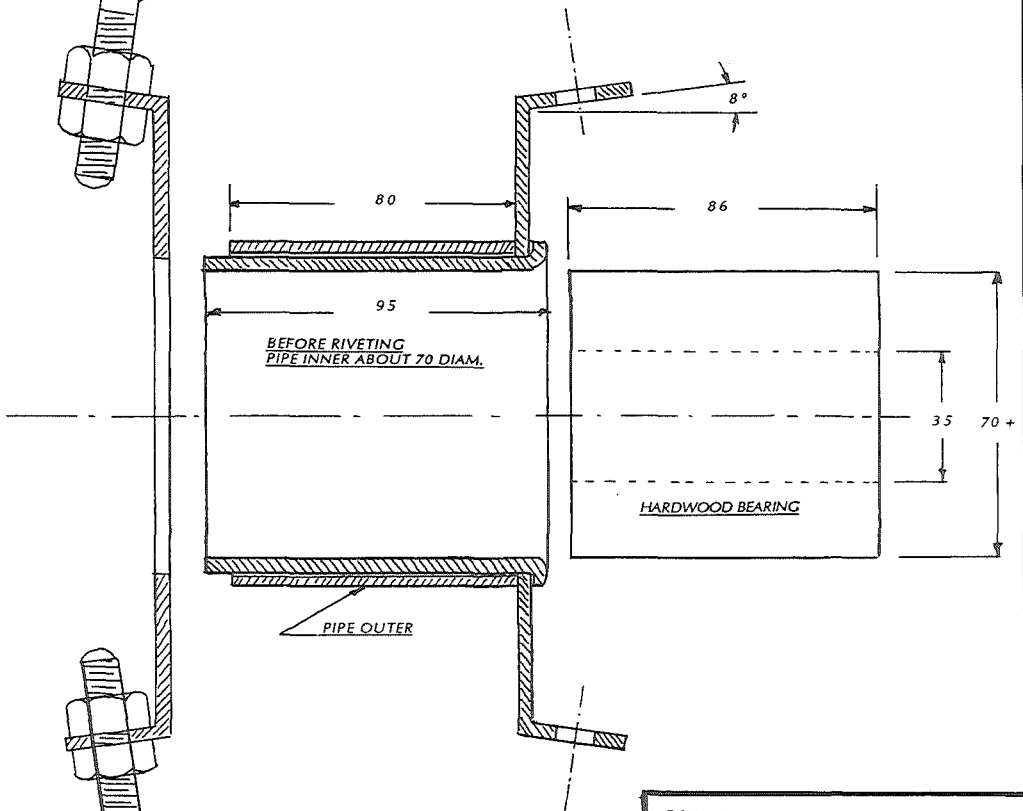 8°
80
86
95
BEFORE RIVETING
PIPE INNER ABOUT 70 DIAM.
35
70 +
HARDWOOD BEARING
PIPE OUTER